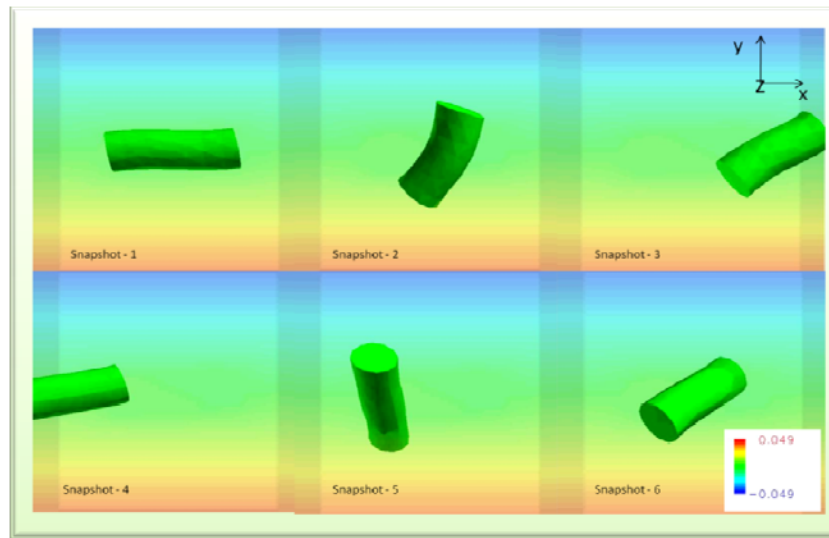 y
Z
x
Snapshot - 1
Snapshot - 2
Snapshot - 3
Snapshot - 4
Snapshot - 5
Snapshot - 6
0.049
-0.049